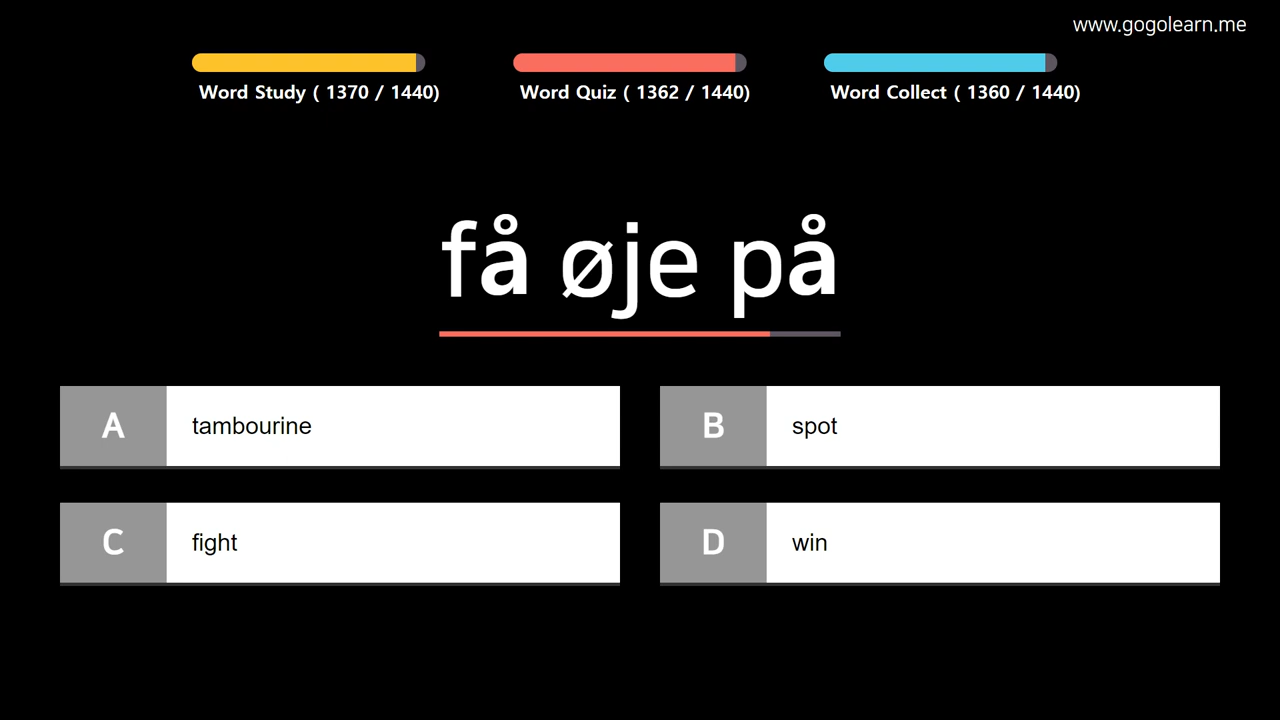 www.gogolearn.me
Word Study ( 1370 / 1440)
Word Quiz ( 1362 / 1440)
Word Collect ( 1360 / 1440)
få øje på
A tambourine
B spot
C fight
D win